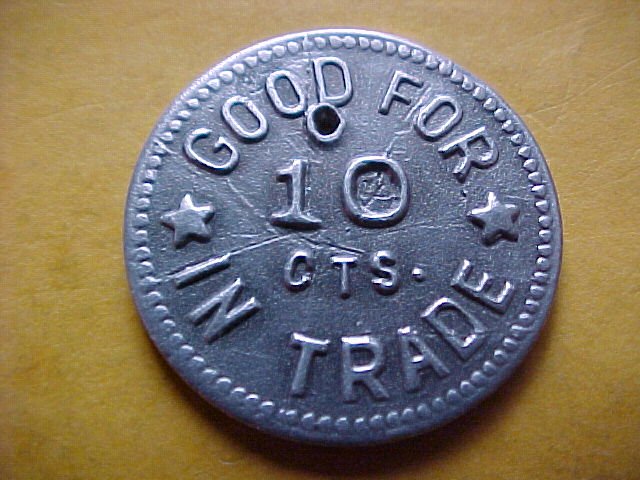 GOOD FOR
10
CTS.
IN TRADE